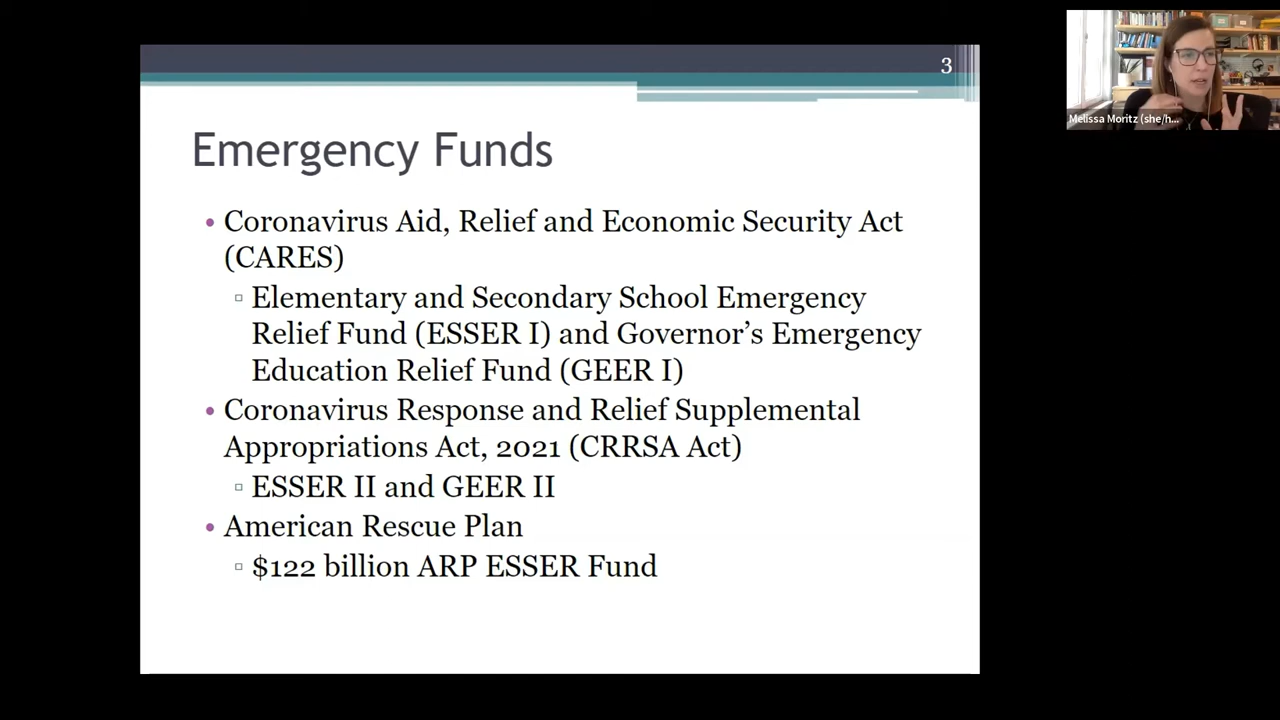 3
Emergency Funds
• Coronavirus Aid, Relief and Economic Security Act
(CARES)
▫ Elementary and Secondary School Emergency
Relief Fund (ESSER I) and Governor’s Emergency
Education Relief Fund (GEER I)
• Coronavirus Response and Relief Supplemental
Appropriations Act, 2021 (CRRSA Act)
▫ ESSER II and GEER II
• American Rescue Plan
▫ $122 billion ARP ESSER Fund
Melissa Moritz (she/h...